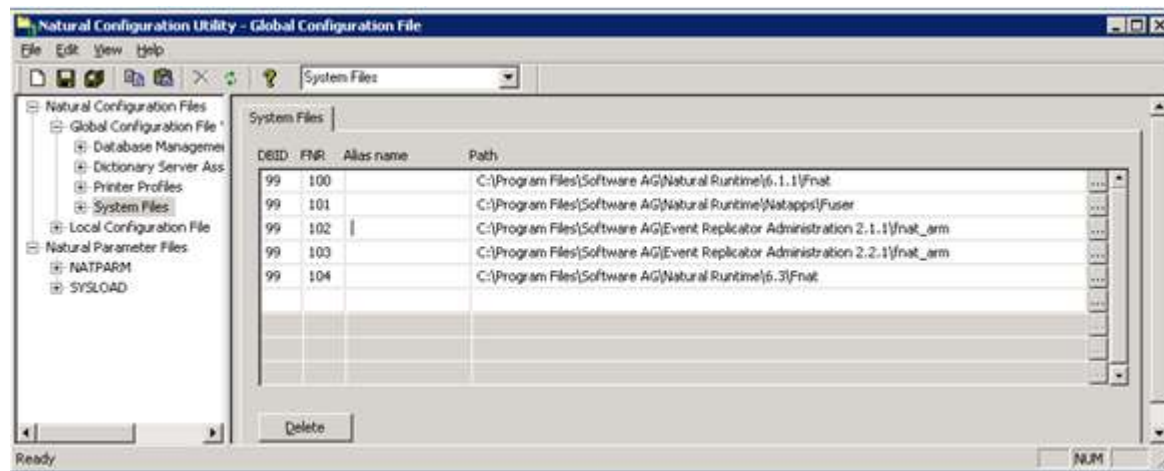 Natural Configuration Utility - Global Configuration File
File Edit View Help
System Files
Natural Configuration Files
Global Configuration File
Database Managemen
Dictionary Server Ass
Printer Profiles
System Files
Local Configuration File
Natural Parameter Files
NATPARM
SYSLOAD
System Files
DBID FNR Alias name Path
99 100 C:\Program Files\Software AG\Natural Runtime\6.1.1\Fnat ...
99 101 C:\Program Files\Software AG\Natural Runtime\Natapps\Fuser ...
99 102 C:\Program Files\Software AG\Event Replicator Administration 2.1.1\fnat_arm ...
99 103 C:\Program Files\Software AG\Event Replicator Administration 2.2.1\fnat_arm ...
99 104 C:\Program Files\Software AG\Natural Runtime\6.3\Fnat ...
...
...
...
...
Delete
Ready NUM